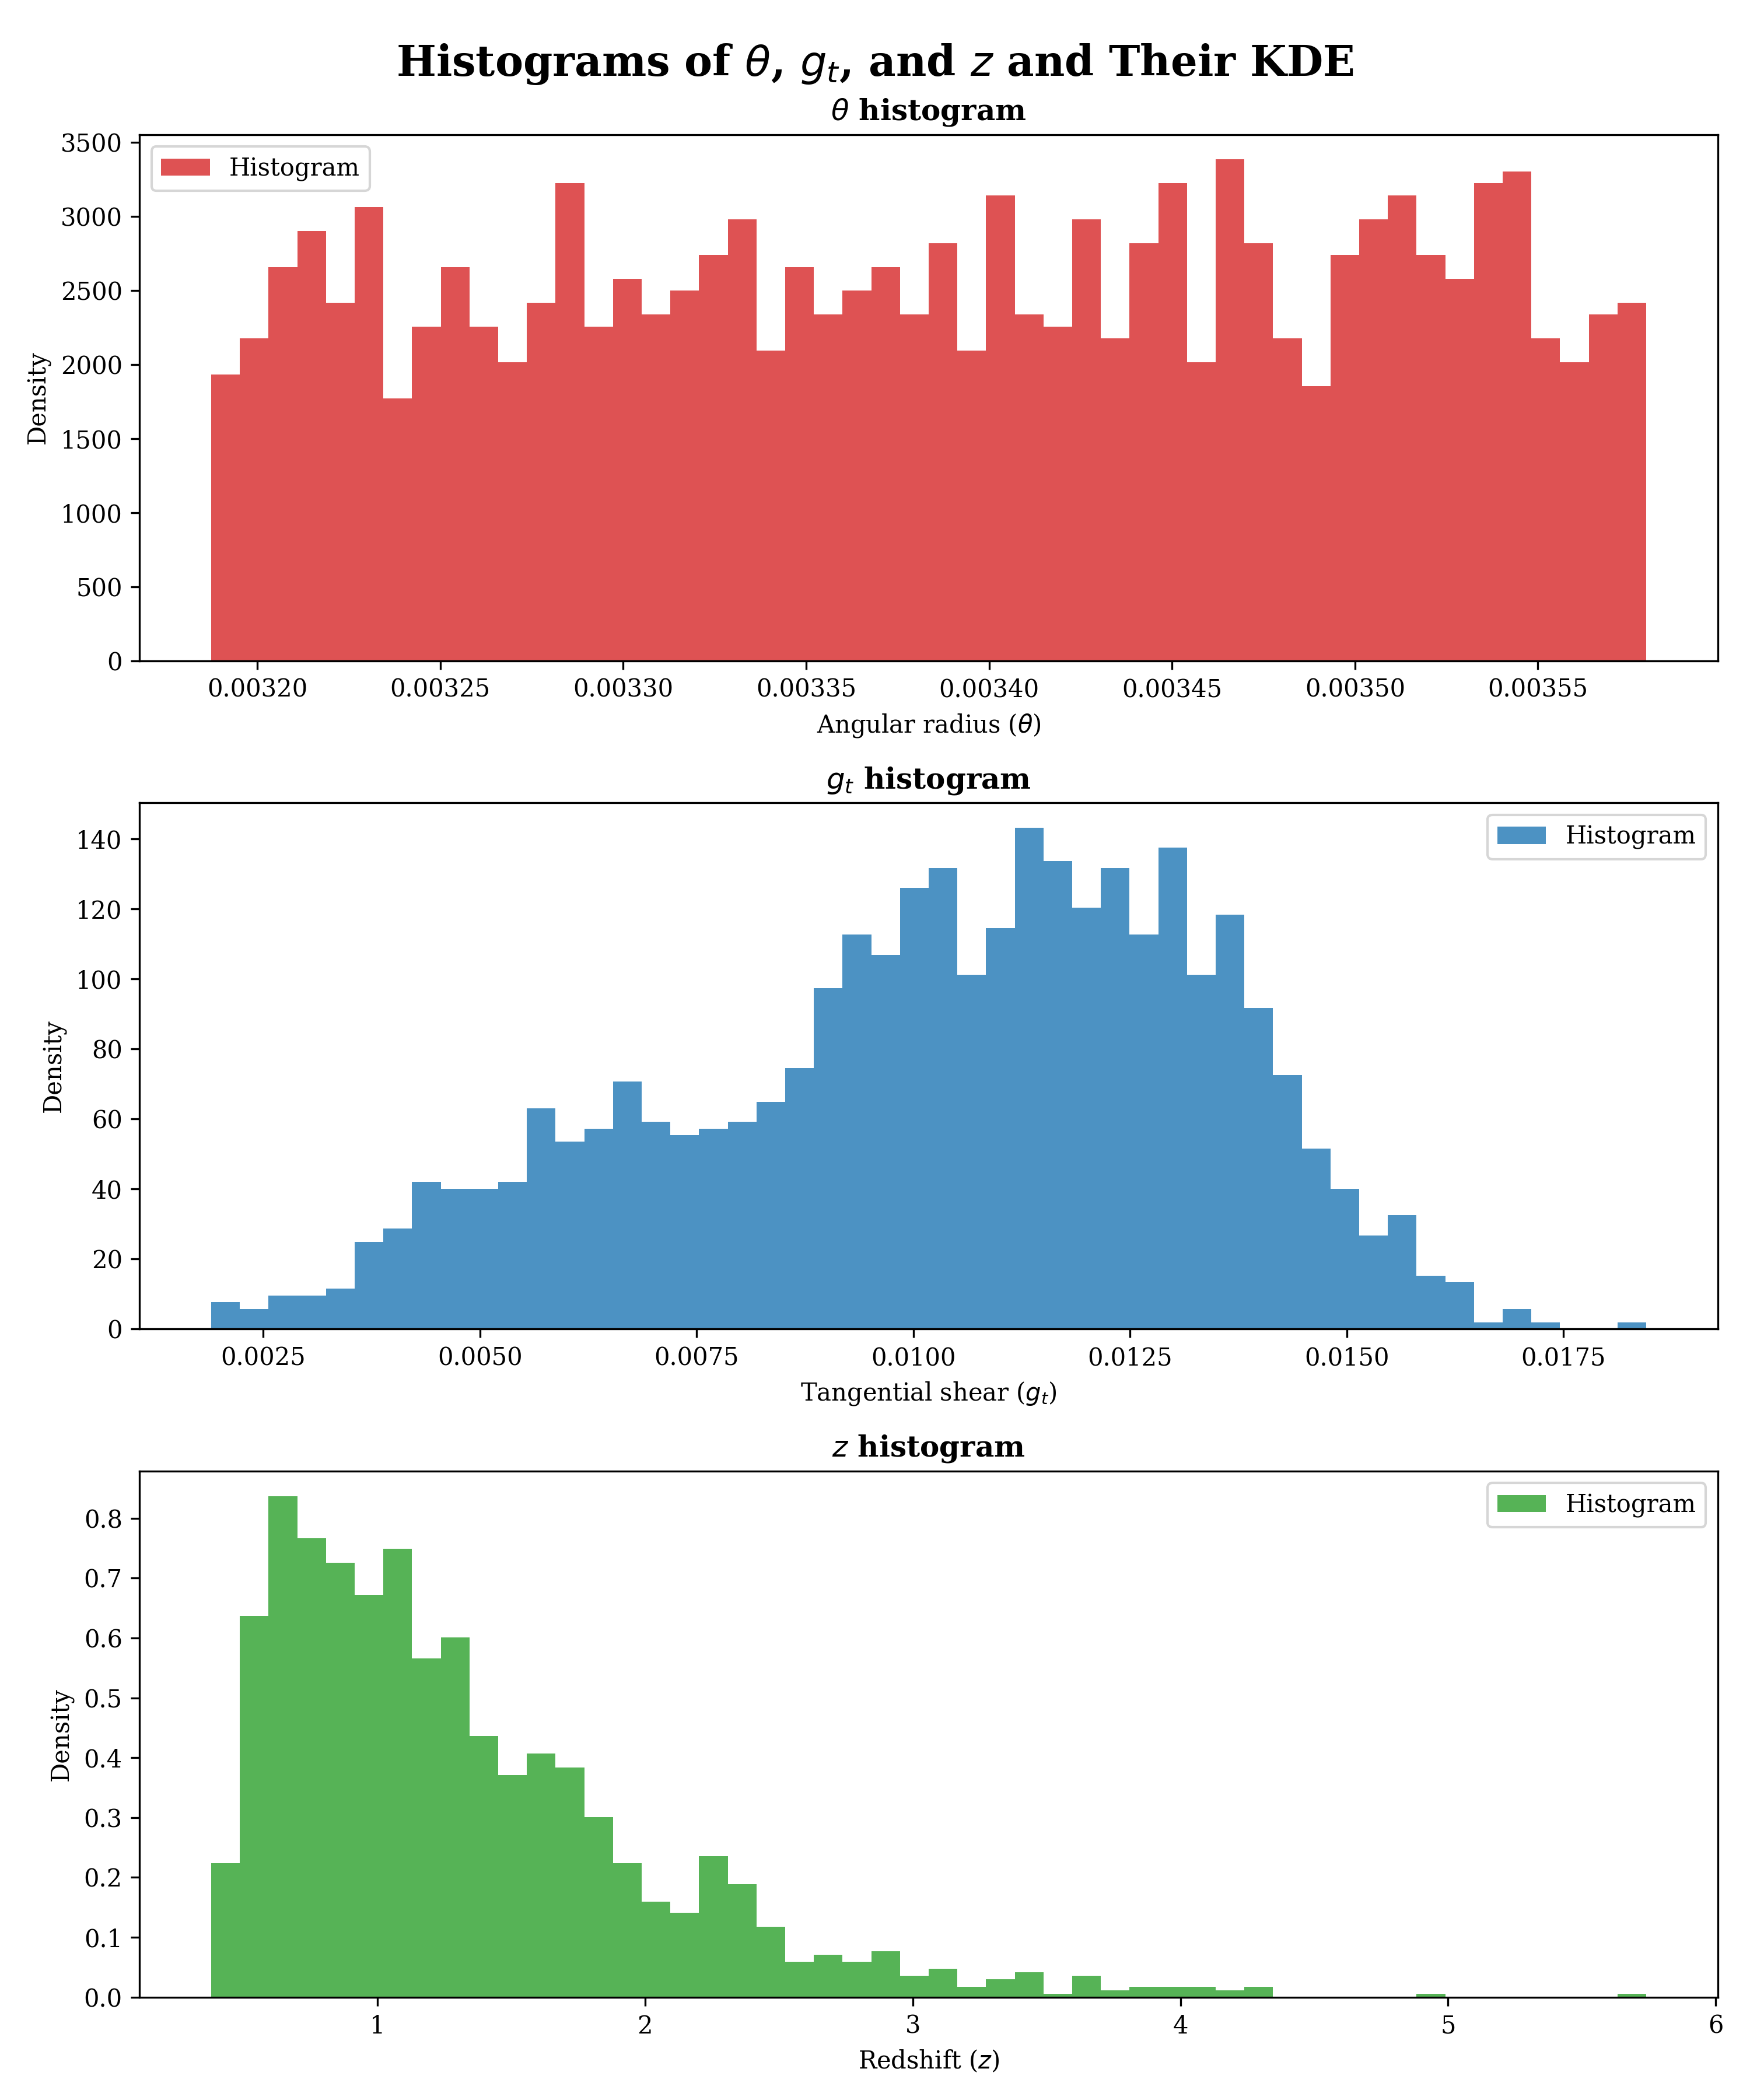 Histograms of θ, g_t, and z and Their KDE
θ histogram
Histogram
3500
3000
2500
2000
1500
1000
500
0
Density
0.00320 0.00325 0.00330 0.00335 0.00340 0.00345 0.00350 0.00355
Angular radius (θ)
g_t histogram
Histogram
140
120
100
80
60
40
20
0
Density
0.0025 0.0050 0.0075 0.0100 0.0125 0.0150 0.0175
Tangential shear (g_t)
z histogram
Histogram
0.8
0.7
0.6
0.5
0.4
0.3
0.2
0.1
0.0
Density
1 2 3 4 5 6
Redshift (z)